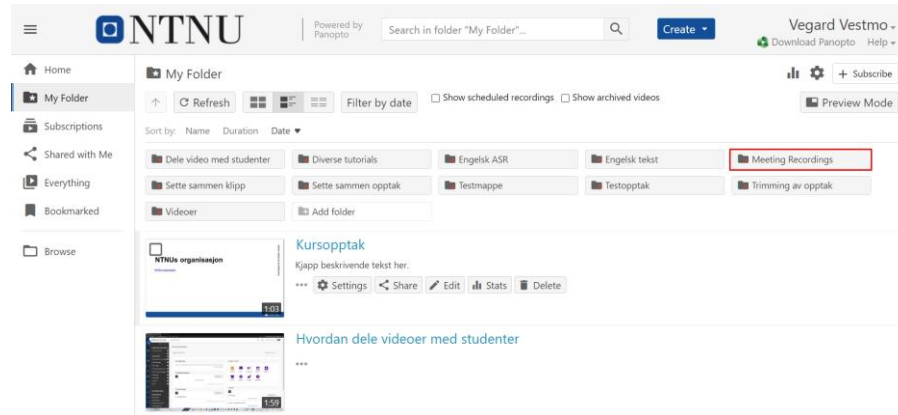 NTNU
Powered by
Panopto
Search in folder "My Folder"...
Create
Vegard Vestmo
Download Panopto Help
Home
My Folder
Subscriptions
Shared with Me
Everything
Bookmarked
Browse
My Folder
+ Subscribe
Refresh
Filter by date
Show scheduled recordings
Show archived videos
Preview Mode
Sort by: Name Duration Date
Dele video med studenter
Diverse tutorials
Engelsk ASR
Engelsk tekst
Meeting Recordings
Sette sammen klipp
Sette sammen opptak
Testmappe
Testopptak
Trimming av opptak
Videoer
Add folder
NTNUs organisasjon
1:03
Kursopptak
Kjapp beskrivende tekst her.
Settings Share Edit Stats Delete
1:59
Hvordan dele videoer med studenter